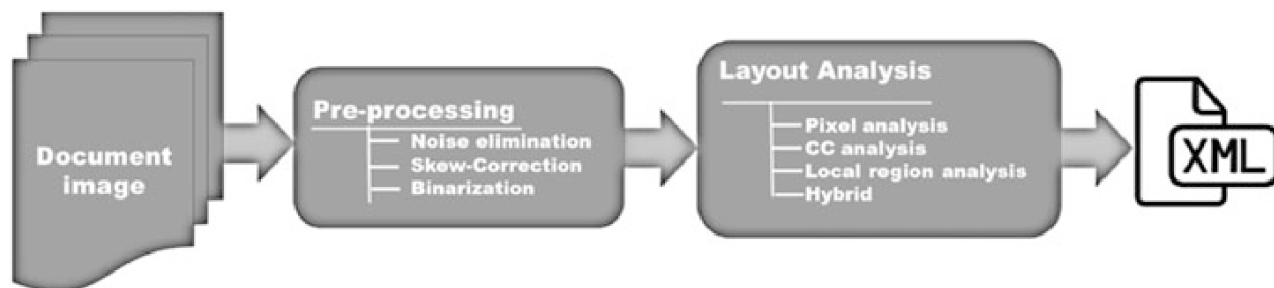 Document
image
Pre-processing
Noise elimination
Skew-Correction
Binarization
Layout Analysis
Pixel analysis
CC analysis
Local region analysis
Hybrid
XML